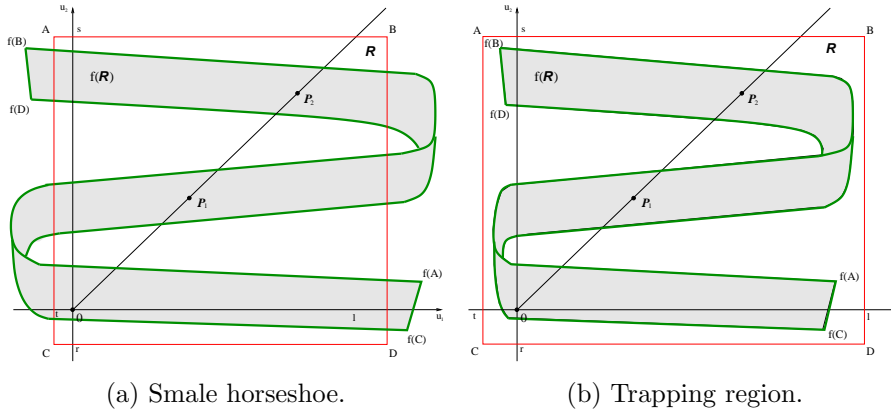 u₂
A
s
B
f(B)
R
f(R)
f(D)
P₂
P₁
f(A)
t
0
1
u₁
f(C)
C
r
D
(a) Smale horseshoe.
u₂
A
s
B
f(B)
R
f(R)
f(D)
P₂
P₁
f(A)
t
0
1
f(C)
C
r
D
(b) Trapping region.